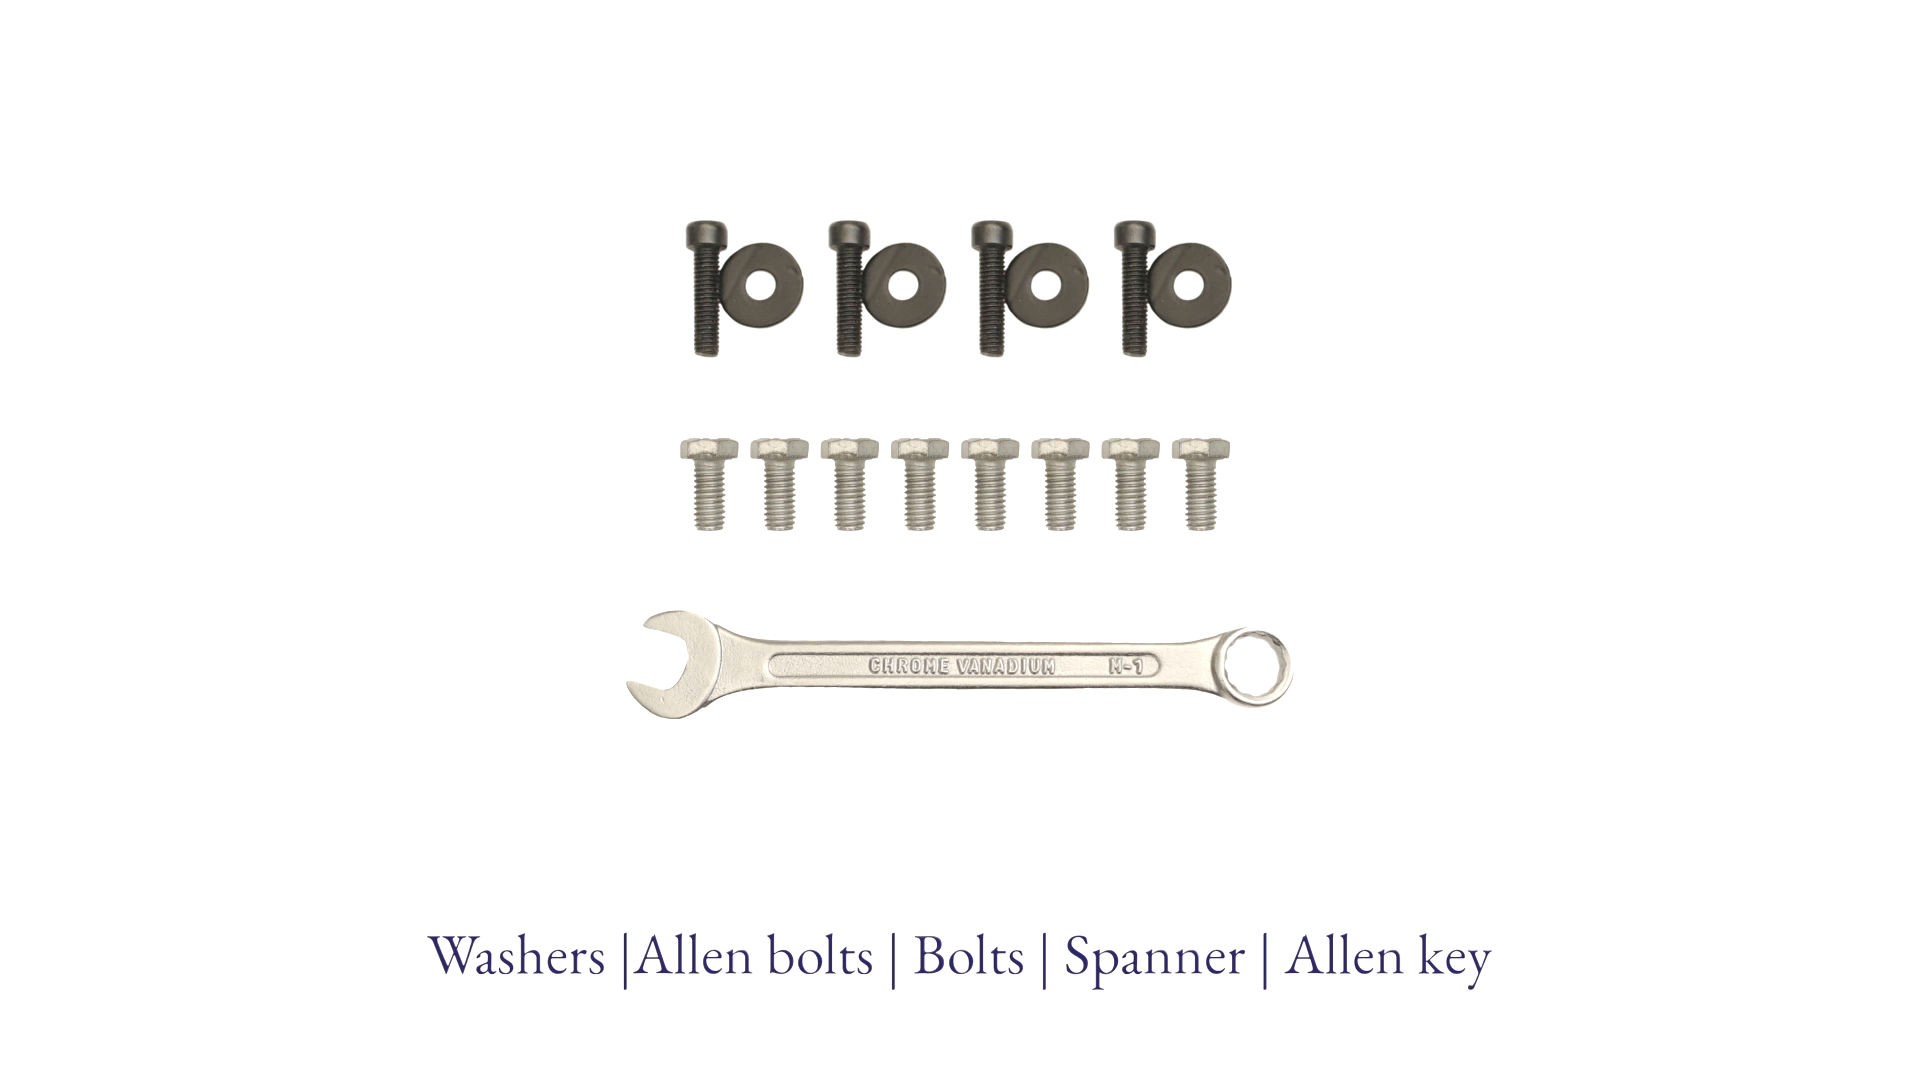 CHROME VANADIUM M-1
Washers |Allen bolts | Bolts | Spanner | Allen key